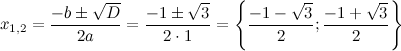 x_{1,2} = \frac{-b \pm \sqrt{D}}{2a} = \frac{-1 \pm \sqrt{3}}{2 \cdot 1} = \left\{ \frac{-1 - \sqrt{3}}{2}; \frac{-1 + \sqrt{3}}{2} \right\}